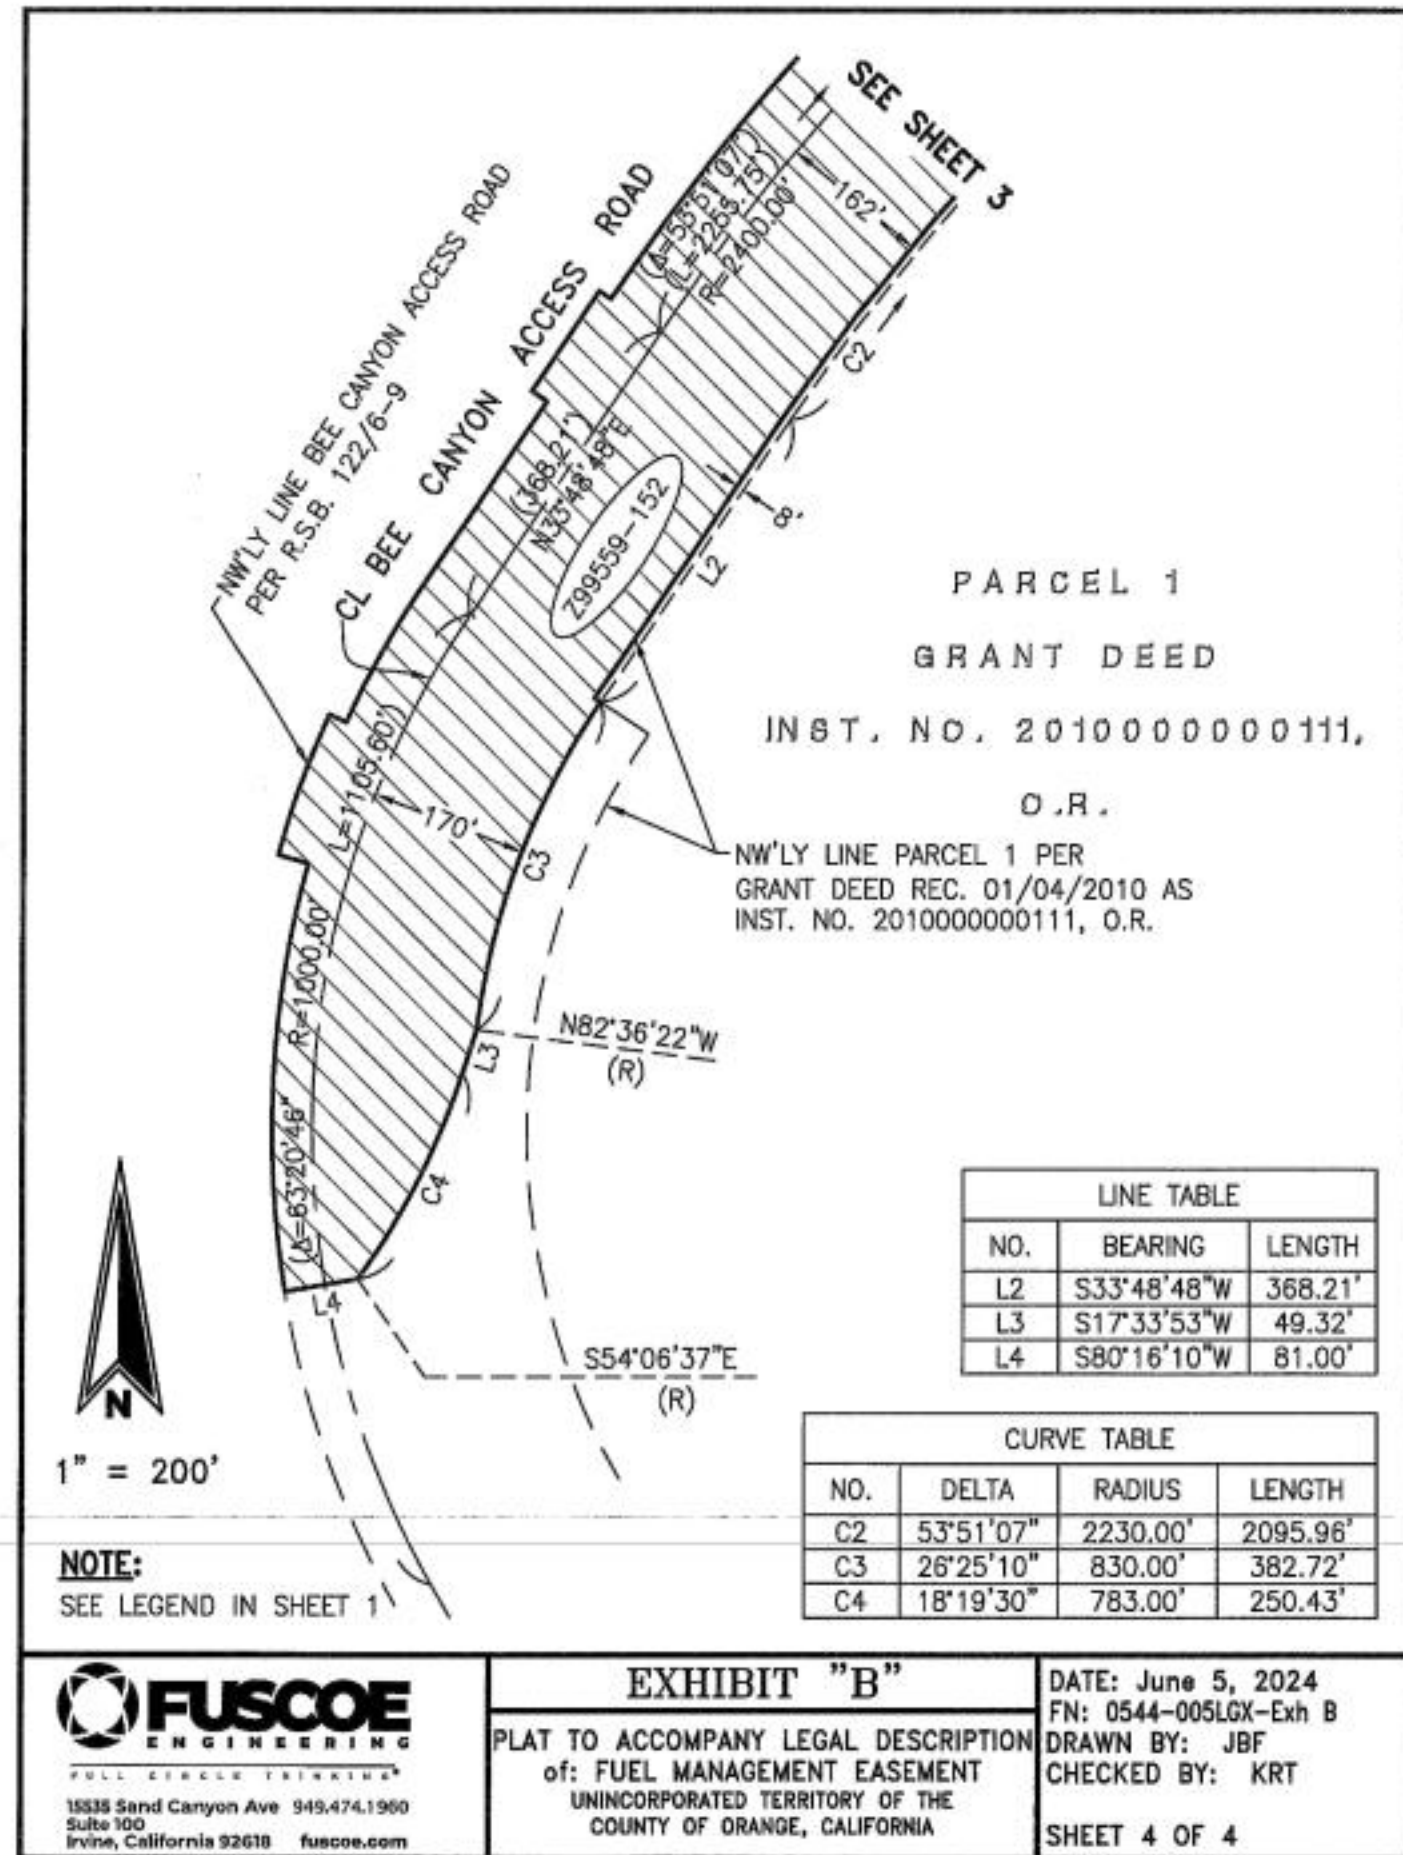 SEE SHEET 3
(Δ=53°51'07")
(L=2255.75')
R=2400.00'
162'
NW'LY LINE BEE CANYON ACCESS ROAD
PER R.S.B. 122/6-9
CL BEE CANYON ACCESS ROAD
C2
(368.21')
N33°48'48"E
Z99559-152
8'
L2
PARCEL 1
GRANT DEED
INST. NO. 2010000000111,
O.R.
L=1105.60')
170'
C3
NW'LY LINE PARCEL 1 PER
GRANT DEED REC. 01/04/2010 AS
INST. NO. 2010000000111, O.R.
R=1000.00'
N82°36'22"W
(R)
L3
(Δ=63°20'46"
C4
L4
S54°06'37"E
(R)
N
1" = 200'
LINE TABLE
NO. BEARING LENGTH
L2 S33°48'48"W 368.21'
L3 S17°33'53"W 49.32'
L4 S80°16'10"W 81.00'
CURVE TABLE
NO. DELTA RADIUS LENGTH
C2 53°51'07" 2230.00' 2095.96'
C3 26°25'10" 830.00' 382.72'
C4 18°19'30" 783.00' 250.43'
NOTE:
SEE LEGEND IN SHEET 1
FUSCOE
ENGINEERING
FULL CIRCLE THINKING®
15535 Sand Canyon Ave 949.474.1960
Suite 100
Irvine, California 92618 fuscoe.com
EXHIBIT "B"
PLAT TO ACCOMPANY LEGAL DESCRIPTION
of: FUEL MANAGEMENT EASEMENT
UNINCORPORATED TERRITORY OF THE
COUNTY OF ORANGE, CALIFORNIA
DATE: June 5, 2024
FN: 0544-005LGX-Exh B
DRAWN BY: JBF
CHECKED BY: KRT
SHEET 4 OF 4